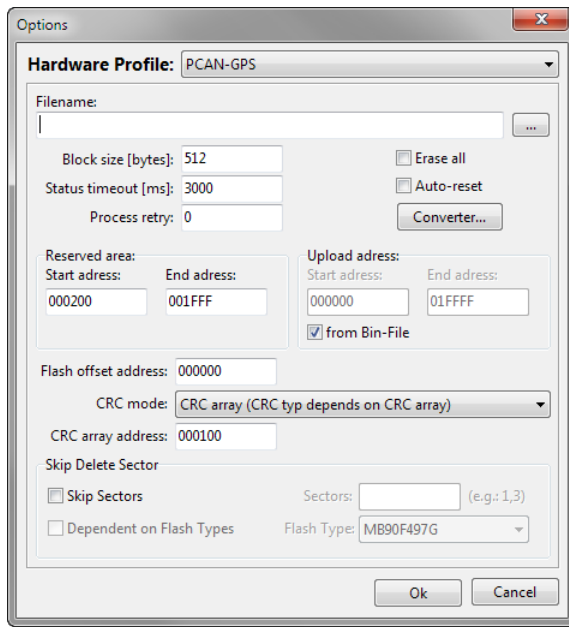 Options
Hardware Profile: PCAN-GPS
Filename:
...
Block size [bytes]: 512
Erase all
Status timeout [ms]: 3000
Auto-reset
Process retry: 0
Converter...
Reserved area:
Start adress: End adress:
000200 001FFF
Upload adress:
Start adress: End adress:
000000 01FFFF
from Bin-File
Flash offset address: 000000
CRC mode: CRC array (CRC typ depends on CRC array)
CRC array address: 000100
Skip Delete Sector
Skip Sectors Sectors: (e.g.: 1,3)
Dependent on Flash Types Flash Type: MB90F497G
Ok Cancel